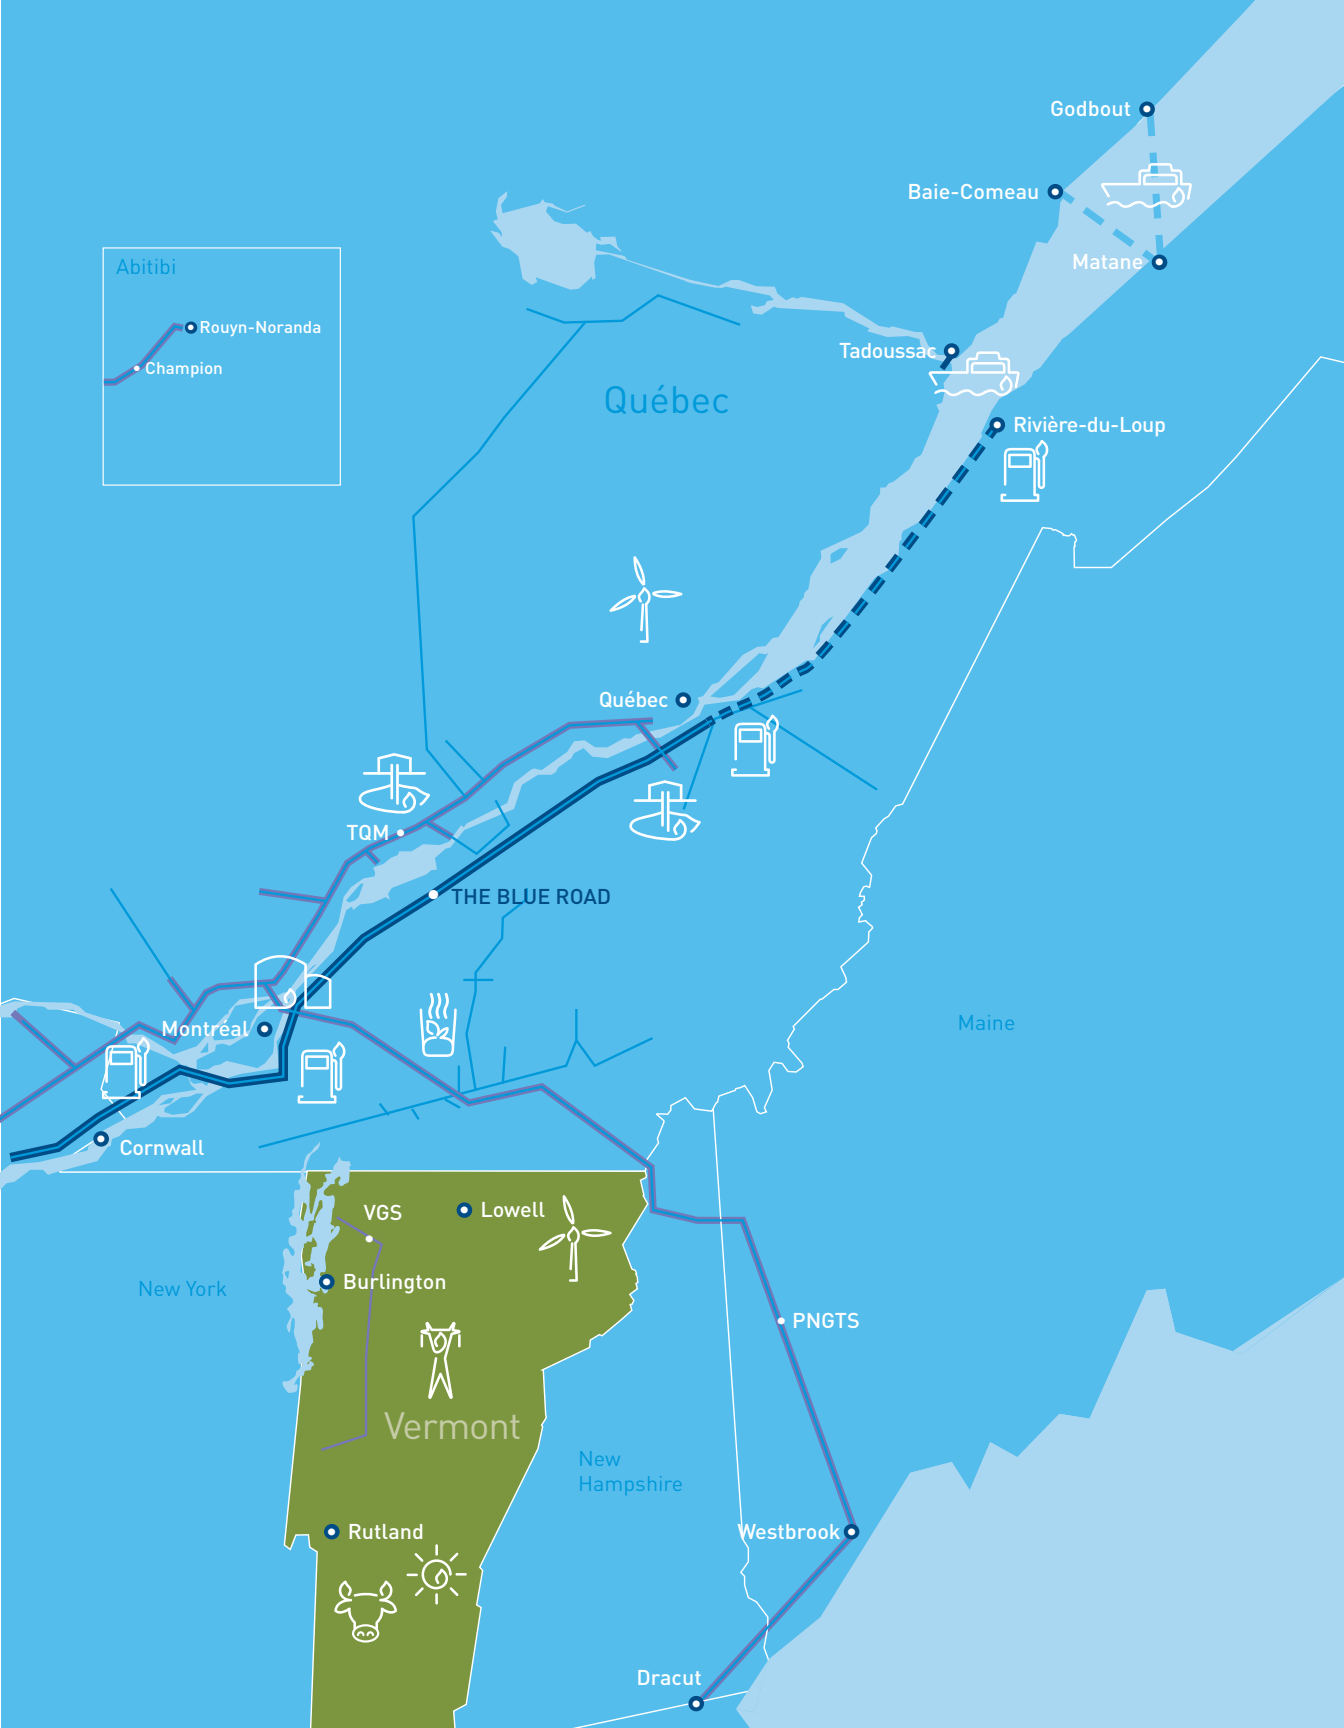 Godbout
Baie-Comeau
Matane
Abitibi
Rouyn-Noranda
Champion
Tadoussac
Québec
Rivière-du-Loup
Québec
TQM
THE BLUE ROAD
Montréal
Maine
Cornwall
VGS
Lowell
Burlington
New York
PNGTS
Vermont
New
Hampshire
Rutland
Westbrook
Dracut